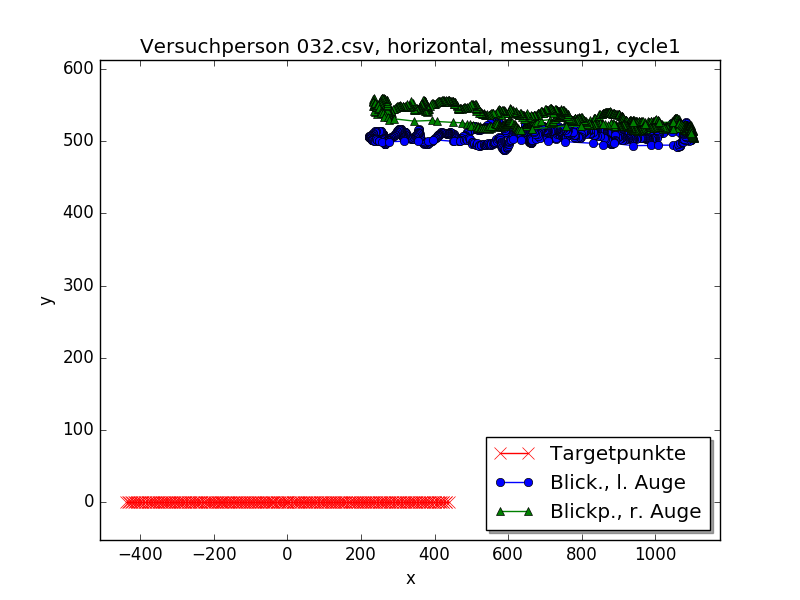 Versuchperson 032.csv, horizontal, messung1, cycle1
600
500
400
300
200
100
0
y
Targetpunkte
Blick., l. Auge
Blickp., r. Auge
−400 −200 0 200 400 600 800 1000
x